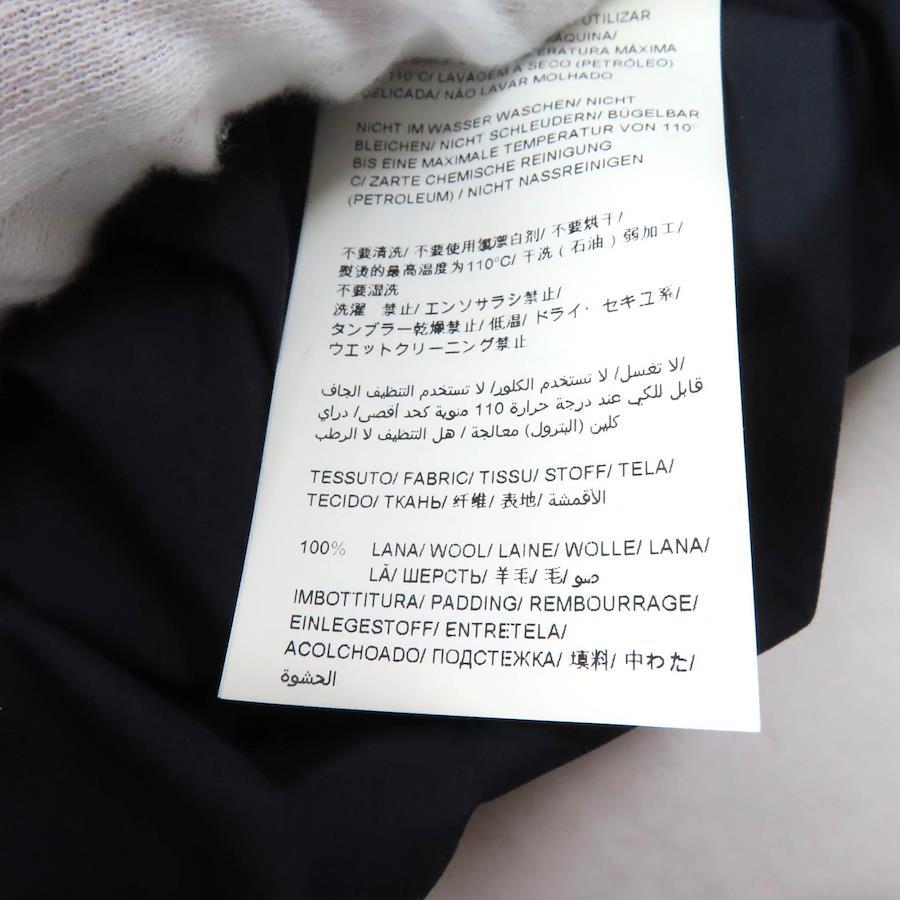 UTILIZAR
ÁQUINA/
TEMPERATURA MÁXIMA
110°C/ LAVAGEM A SECO (PETRÓLEO)
DELICADA/ NÃO LAVAR MOLHADO
NICHT IM WASSER WASCHEN/ NICHT
BLEICHEN/ NICHT SCHLEUDERN/ BÜGELBAR
BIS EINE MAXIMALE TEMPERATUR VON 110°
C/ ZARTE CHEMISCHE REINIGUNG
(PETROLEUM) / NICHT NASSREINIGEN
不要清洗/ 不要使用氯漂白剂/ 不要烘干/
熨烫的最高温度为110°C/ 干洗 ( 石油 ) 弱加工/
不要湿洗
洗濯 禁止/ エンソサラシ禁止/
タンブラー乾燥禁止/ 低温/ ドライ· セキユ系/
ウエットクリーニング禁止
لا تغسل/ لا تستخدم الكلور/ لا تستخدم التنظيف الجاف/
قابل للكي عند درجة حرارة 110 منوية كحد أقصى/ دراي
كلين (البترول) معالجة / هل التنظيف لا الرطب
TESSUTO/ FABRIC/ TISSU/ STOFF/ TELA/
TECIDO/ ТКАНЬ/ 纤维/ 表地/ الأقمشة
100% LANA/ WOOL/ LAINE/ WOLLE/ LANA/
LÃ/ ШЕРСТЬ/ 羊毛/ 毛/ صو
IMBOTTITURA/ PADDING/ REMBOURRAGE/
EINLEGESTOFF/ ENTRETELA/
ACOLCHOADO/ ПОДСТЕЖКА/ 填料/ 中わた/
الحشوة